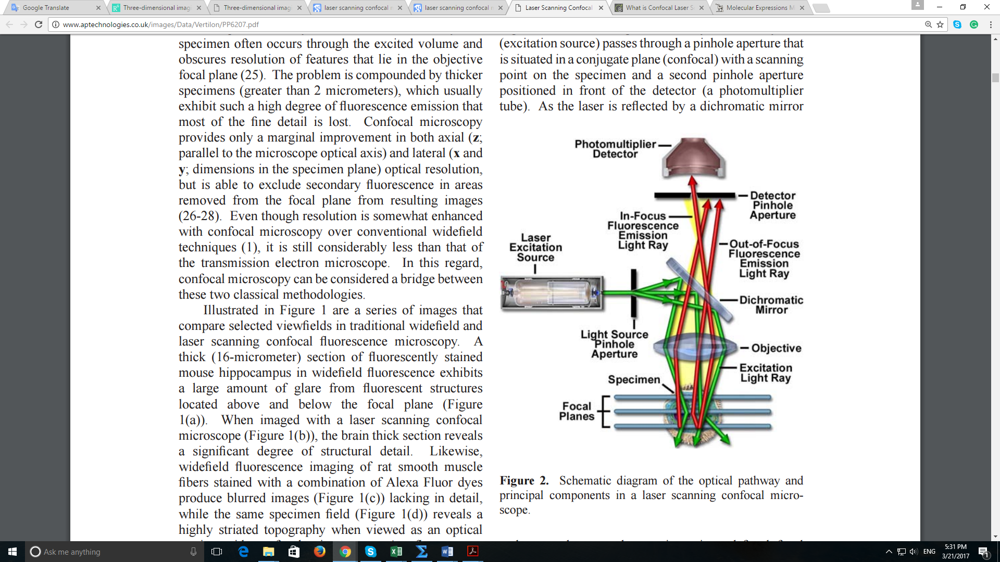 Google Translate
Three-dimensional imag
Three-dimensional imag
laser scanning confocal
laser scanning confocal
Laser Scanning Confocal
What is Confocal Laser S
Molecular Expressions M
www.aptechnologies.co.uk/images/Data/Vertilon/PP6207.pdf
specimen often occurs through the excited volume and
obscures resolution of features that lie in the objective
focal plane (25). The problem is compounded by thicker
specimens (greater than 2 micrometers), which usually
exhibit such a high degree of fluorescence emission that
most of the fine detail is lost. Confocal microscopy
provides only a marginal improvement in both axial (z;
parallel to the microscope optical axis) and lateral (x and
y; dimensions in the specimen plane) optical resolution,
but is able to exclude secondary fluorescence in areas
removed from the focal plane from resulting images
(26-28). Even though resolution is somewhat enhanced
with confocal microscopy over conventional widefield
techniques (1), it is still considerably less than that of
the transmission electron microscope. In this regard,
confocal microscopy can be considered a bridge between
these two classical methodologies.
Illustrated in Figure 1 are a series of images that
compare selected viewfields in traditional widefield and
laser scanning confocal fluorescence microscopy. A
thick (16-micrometer) section of fluorescently stained
mouse hippocampus in widefield fluorescence exhibits
a large amount of glare from fluorescent structures
located above and below the focal plane (Figure
1(a)). When imaged with a laser scanning confocal
microscope (Figure 1(b)), the brain thick section reveals
a significant degree of structural detail. Likewise,
widefield fluorescence imaging of rat smooth muscle
fibers stained with a combination of Alexa Fluor dyes
produce blurred images (Figure 1(c)) lacking in detail,
while the same specimen field (Figure 1(d)) reveals a
highly striated topography when viewed as an optical
(excitation source) passes through a pinhole aperture that
is situated in a conjugate plane (confocal) with a scanning
point on the specimen and a second pinhole aperture
positioned in front of the detector (a photomultiplier
tube). As the laser is reflected by a dichromatic mirror
Photomultiplier
Detector
Detector
Pinhole
Aperture
In-Focus
Fluorescence
Emission
Light Ray
Laser
Excitation
Source
Out-of-Focus
Fluorescence
Emission
Light Ray
Dichromatic
Mirror
Light Source
Pinhole
Aperture
Objective
Excitation
Light Ray
Specimen
Focal
Planes
Figure 2. Schematic diagram of the optical pathway and
principal components in a laser scanning confocal micro-
scope.
Ask me anything
ENG
5:31 PM
3/21/2017
1